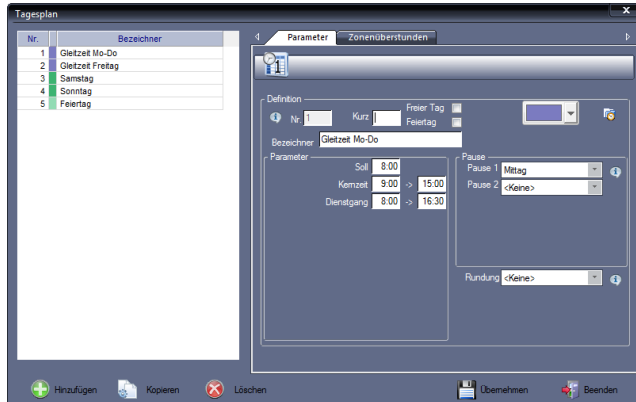 Tagesplan x
Nr. Bezeichner
1 Gleitzeit Mo-Do
2 Gleitzeit Freitag
3 Samstag
4 Sonntag
5 Feiertag
Parameter Zonenüberstunden
Definition
Nr. 1 Kurz Freier Tag
Feiertag
Bezeichner Gleitzeit Mo-Do
Parameter
Soll 8:00
Kernzeit 9:00 -> 15:00
Dienstgang 8:00 -> 16:30
Pause
Pause 1 Mittag
Pause 2 <Keine>
Rundung <Keine>
Hinzufügen Kopieren Löschen Übernehmen Beenden